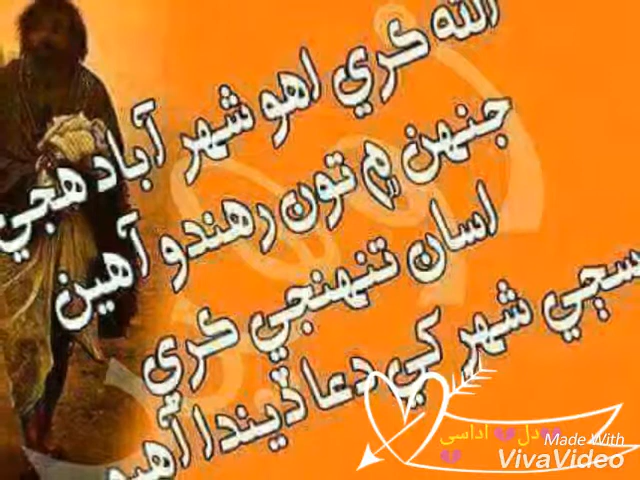 الله ڪري اهو شهر آباد هجي
جنهن ۾ تون رهندو آهين
اسان تنهنجي ڪري
سڄي شهر کي دعا ڏيندا آهيو
دل 💔 اداسی
Made With
VivaVideo